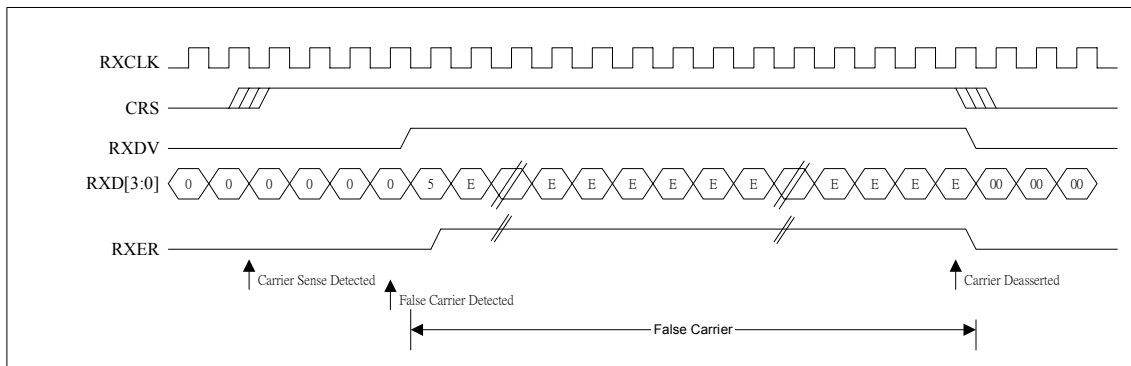 RXCLK
CRS
RXDV
RXD[3:0] 0 0 0 0 0 0 5 E E E E E E E E E E E 00 00 00
RXER
Carrier Sense Detected
False Carrier Detected
Carrier Deasserted
False Carrier